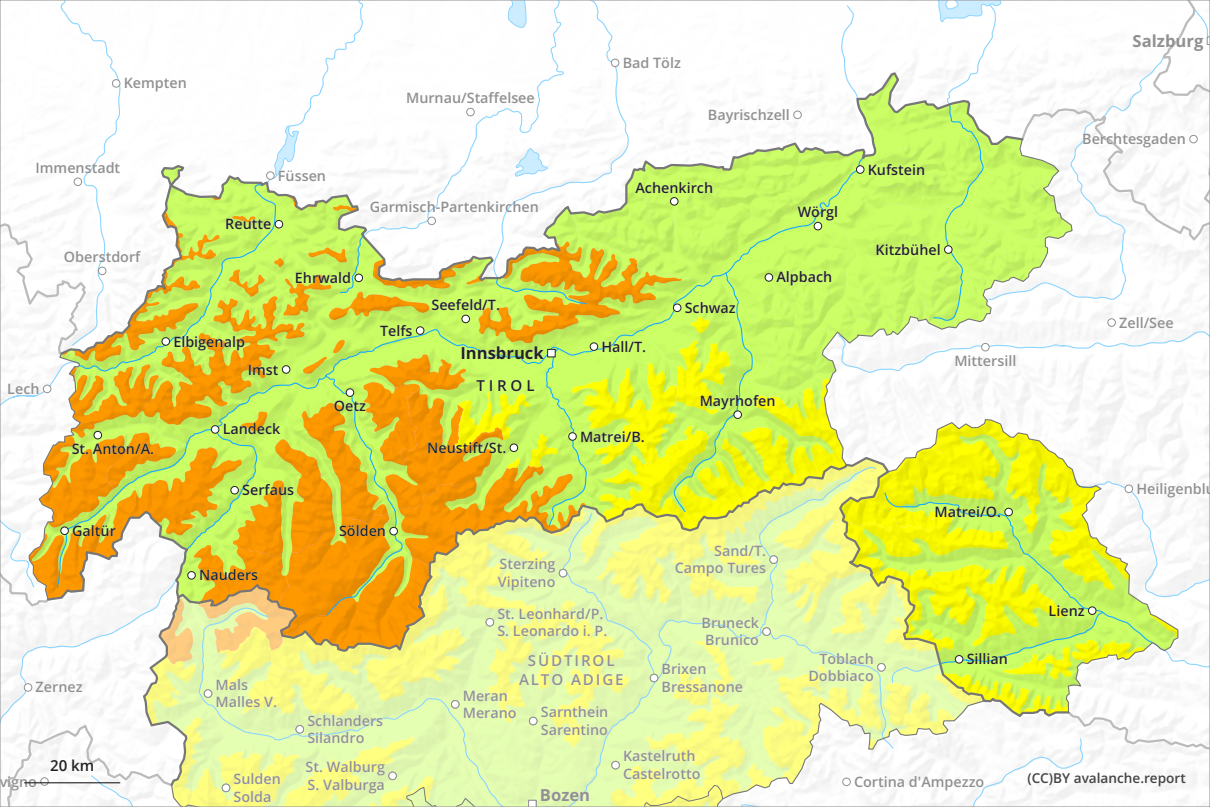 Salzburg
Kempten
Bad Tölz
Murnau/Staffelsee
Bayrischzell
Berchtesgaden
Immenstadt
Füssen
Kufstein
Achenkirch
Garmisch-Partenkirchen
Reutte
Wörgl
Oberstdorf
Kitzbühel
Ehrwald
Alpbach
Seefeld/T.
Schwaz
Telfs
Zell/See
Elbigenalp
Innsbruck
Hall/T.
Mittersill
Imst
TIROL
Lech
Oetz
Mayrhofen
Landeck
Matrei/B.
St. Anton/A.
Neustift/St.
Serfaus
Heiligenblu
Matrei/O.
Galtür
Sölden
Sand/T.
Campo Tures
Sterzing
Vipiteno
Nauders
St. Leonhard/P.
S. Leonardo i. P.
Lienz
Bruneck
Brunico
SÜDTIROL
ALTO ADIGE
Toblach
Dobbiaco
Sillian
Brixen
Bressanone
Zernez
Mals
Malles V.
Meran
Merano
Sarnthein
Sarentino
Schlanders
Silandro
Kastelruth
Castelrotto
20 km
St. Walburg
S. Valburga
vigno
Sulden
Solda
Cortina d'Ampezzo
(CC)BY avalanche.report
Bozen